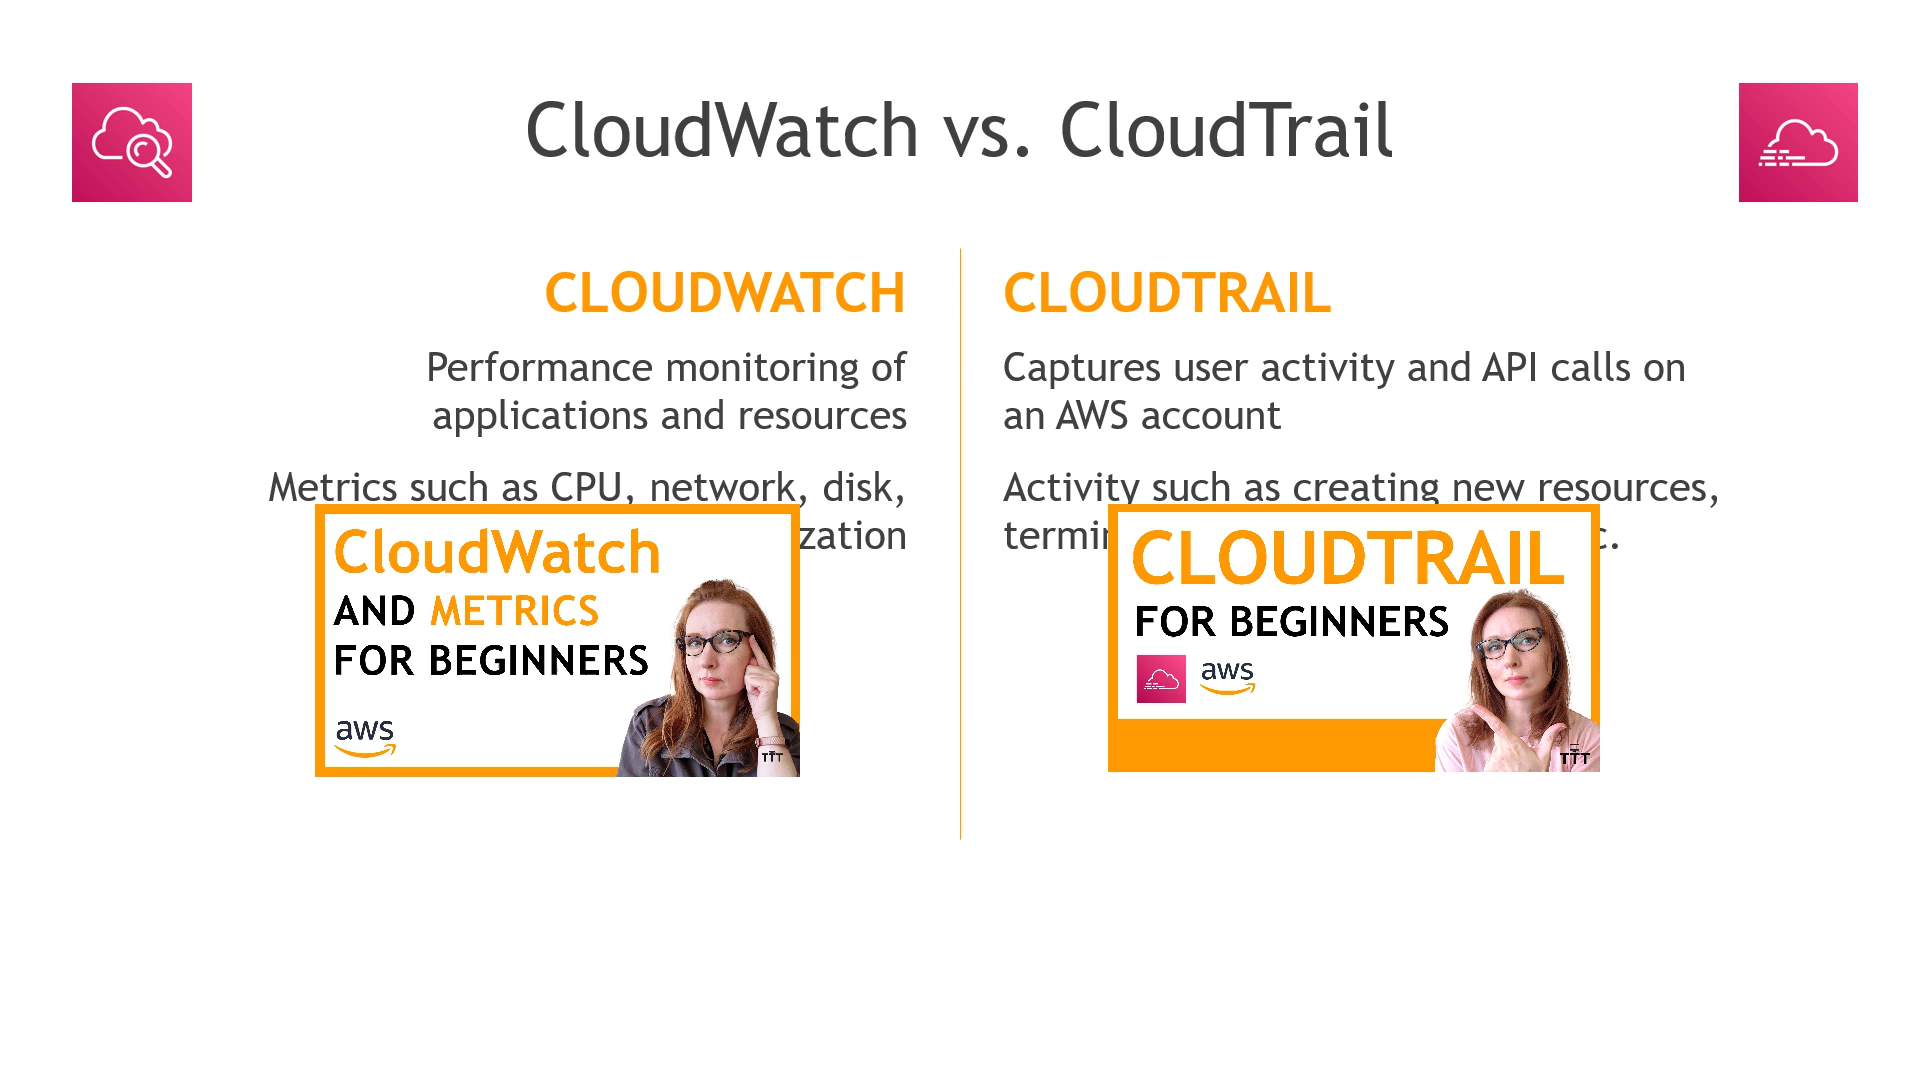 CloudWatch vs. CloudTrail
CLOUDWATCH
Performance monitoring of
applications and resources
Metrics such as CPU, network, disk,
CloudWatch
AND METRICS
FOR BEGINNERS
aws
TTT
CLOUDTRAIL
Captures user activity and API calls on
an AWS account
Activity such as creating new resources,
CLOUDTRAIL
FOR BEGINNERS
aws
TTT